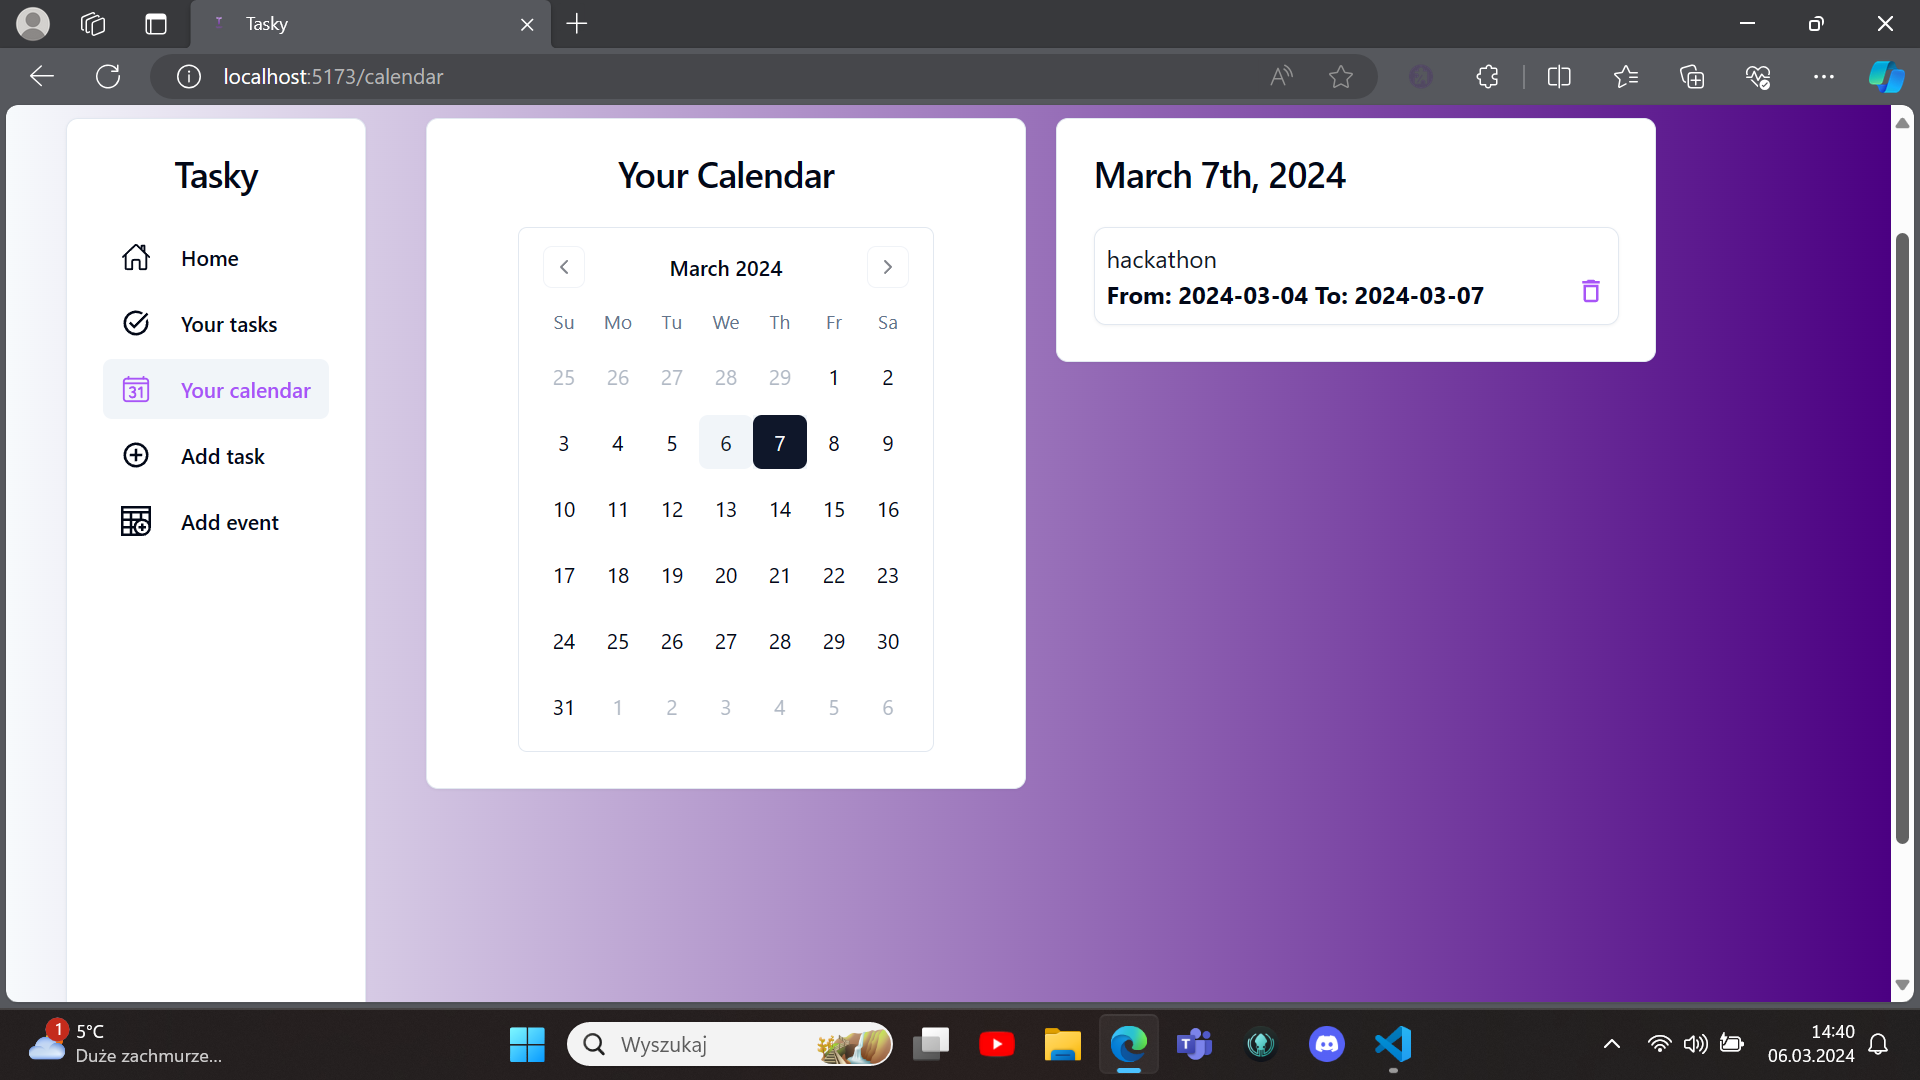 Tasky
localhost:5173/calendar
Tasky
Home
Your tasks
31
Your calendar
Add task
Add event
Your Calendar
March 2024
Su Mo Tu We Th Fr Sa
25 26 27 28 29 1 2
3 4 5 6 7 8 9
10 11 12 13 14 15 16
17 18 19 20 21 22 23
24 25 26 27 28 29 30
31 1 2 3 4 5 6
March 7th, 2024
hackathon
From: 2024-03-04 To: 2024-03-07
1
5°C
Duże zachmurze...
Wyszukaj
14:40
06.03.2024